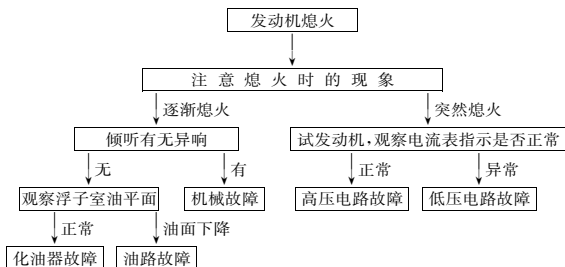 发动机熄火
注意熄火时的现象
逐渐熄火 突然熄火
倾听有无异响 试发动机，观察电流表指示是否正常
无 有 正常 异常
观察浮子室油平面 机械故障 高压电路故障 低压电路故障
正常 油面下降
化油器故障 油路故障